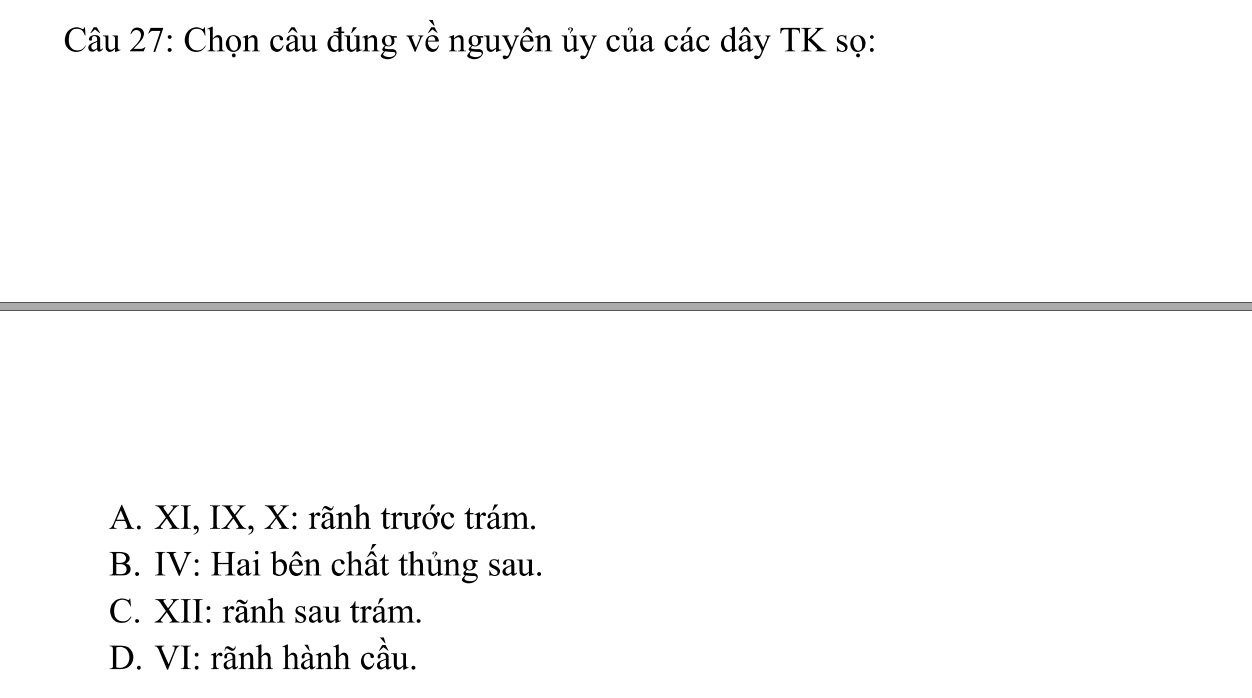 Câu 27: Chọn câu đúng về nguyên ủy của các dây TK sọ:
A. XI, IX, X: rãnh trước trám.
B. IV: Hai bên chất thủng sau.
C. XII: rãnh sau trám.
D. VI: rãnh hành cầu.